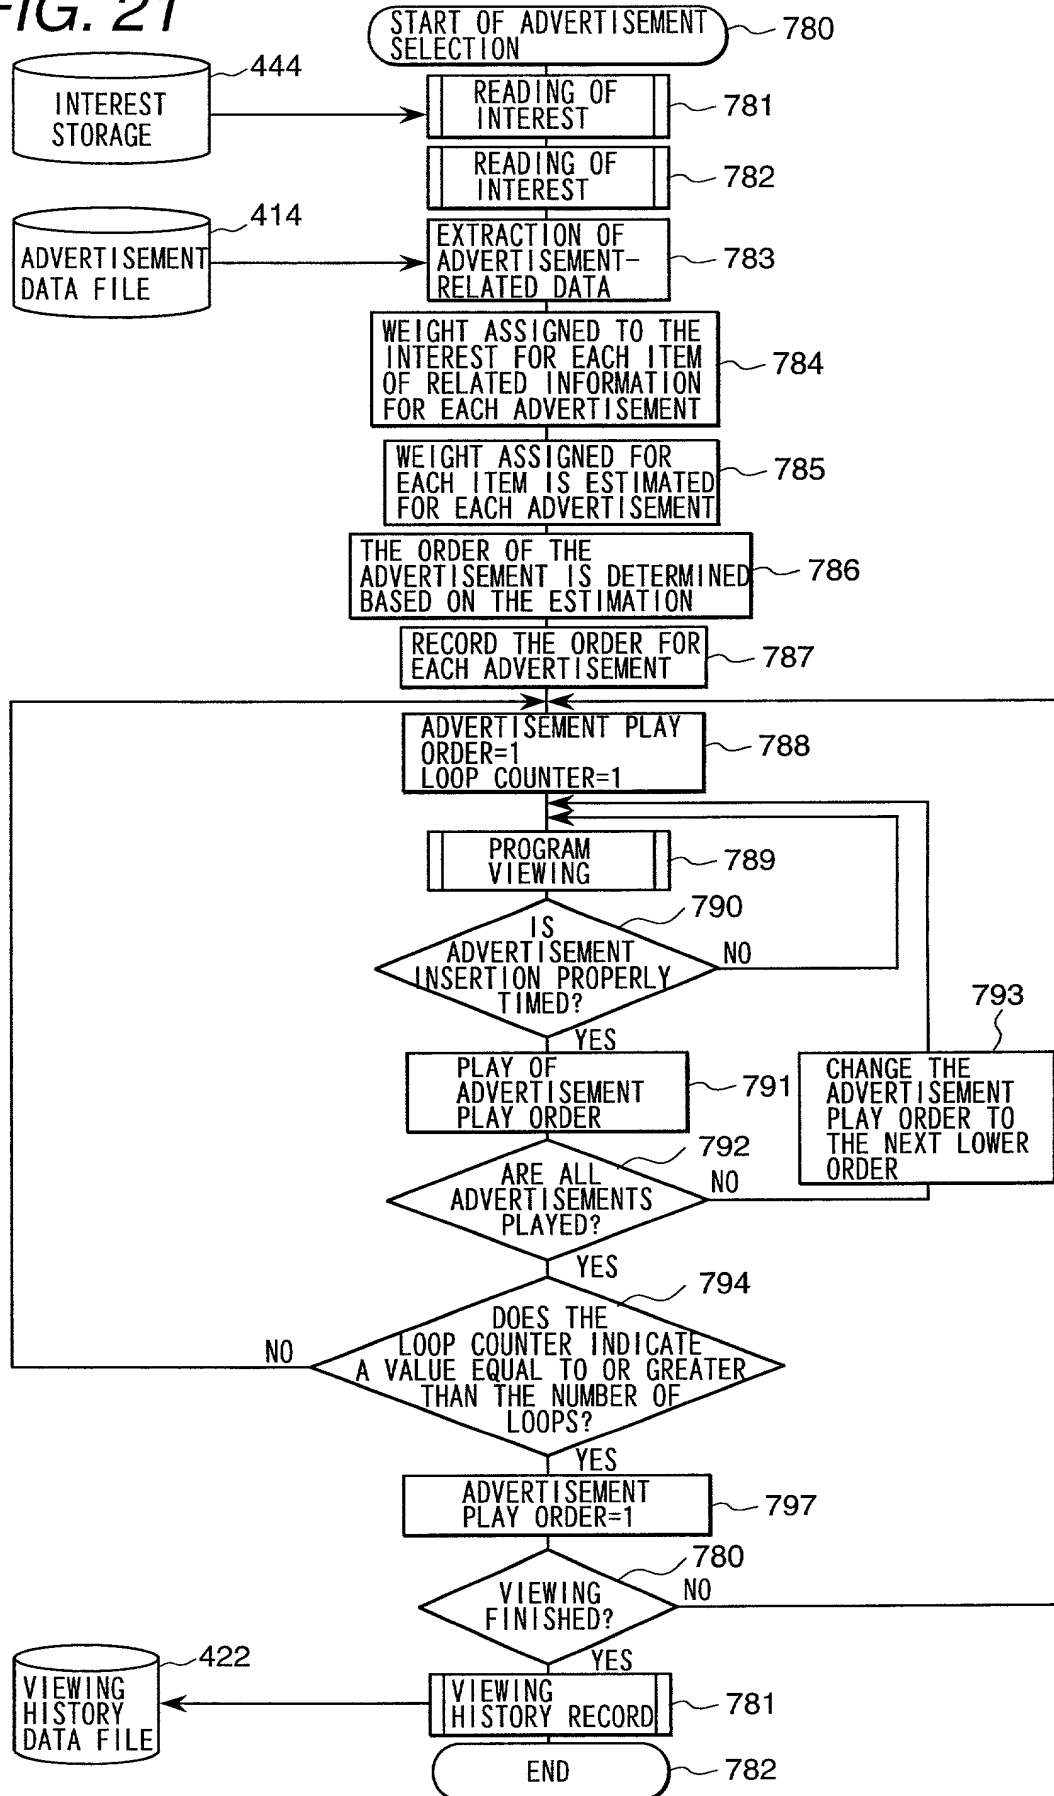 FIG. 21
START OF ADVERTISEMENT
SELECTION
780
444
INTEREST
STORAGE
READING OF
INTEREST
781
READING OF
INTEREST
782
414
ADVERTISEMENT
DATA FILE
EXTRACTION OF
ADVERTISEMENT-
RELATED DATA
783
WEIGHT ASSIGNED TO THE
INTEREST FOR EACH ITEM
OF RELATED INFORMATION
FOR EACH ADVERTISEMENT
784
WEIGHT ASSIGNED FOR
EACH ITEM IS ESTIMATED
FOR EACH ADVERTISEMENT
785
THE ORDER OF THE
ADVERTISEMENT IS DETERMINED
BASED ON THE ESTIMATION
786
RECORD THE ORDER FOR
EACH ADVERTISEMENT
787
ADVERTISEMENT PLAY
ORDER=1
LOOP COUNTER=1
788
PROGRAM
VIEWING
789
790
IS
ADVERTISEMENT
INSERTION PROPERLY
TIMED?
NO
YES
PLAY OF
ADVERTISEMENT
PLAY ORDER
791
793
CHANGE THE
ADVERTISEMENT
PLAY ORDER TO
THE NEXT LOWER
ORDER
792
ARE ALL
ADVERTISEMENTS
PLAYED?
NO
YES
794
DOES THE
LOOP COUNTER INDICATE
A VALUE EQUAL TO OR GREATER
THAN THE NUMBER OF
LOOPS?
NO
YES
ADVERTISEMENT
PLAY ORDER=1
797
780
VIEWING
FINISHED?
NO
YES
422
VIEWING
HISTORY
DATA FILE
VIEWING
HISTORY RECORD
781
END
782